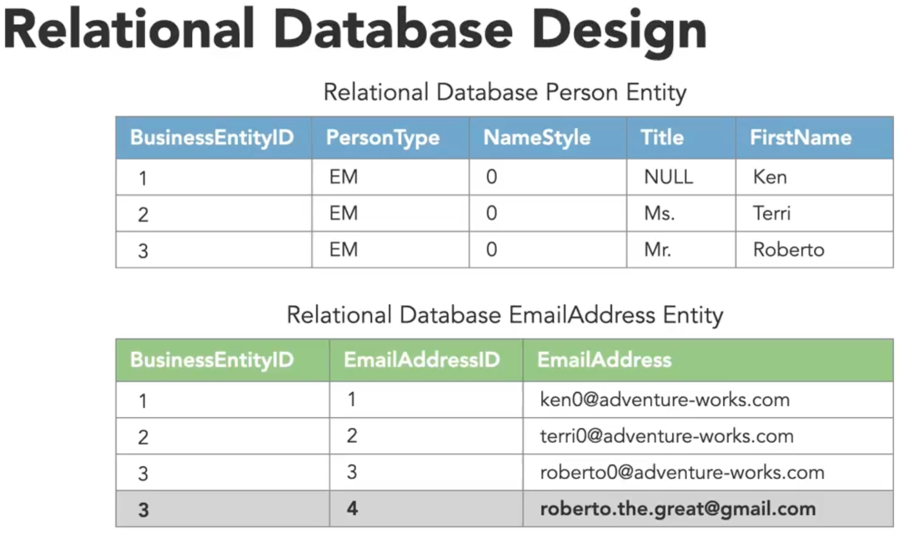 Relational Database Design
Relational Database Person Entity
BusinessEntityID PersonType NameStyle Title FirstName
1 EM 0 NULL Ken
2 EM 0 Ms. Terri
3 EM 0 Mr. Roberto
Relational Database EmailAddress Entity
BusinessEntityID EmailAddressID EmailAddress
1 1 ken0@adventure-works.com
2 2 terri0@adventure-works.com
3 3 roberto0@adventure-works.com
3 4 roberto.the.great@gmail.com